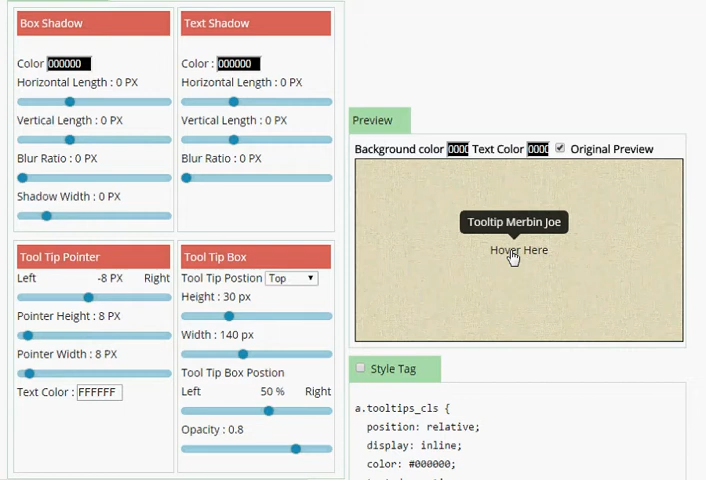 Box Shadow
Color 000000
Horizontal Length : 0 PX
Vertical Length : 0 PX
Blur Ratio : 0 PX
Shadow Width : 0 PX
Text Shadow
Color : 000000
Horizontal Length : 0 PX
Vertical Length : 0 PX
Blur Ratio : 0 PX
Tool Tip Pointer
Left -8 PX Right
Pointer Height : 8 PX
Pointer Width : 8 PX
Text Color : FFFFFF
Tool Tip Box
Tool Tip Postion Top
Height : 30 px
Width : 140 px
Tool Tip Box Postion
Left 50 % Right
Opacity : 0.8
Preview
Background color 0000 Text Color 0000 Original Preview
Tooltip Merbin Joe
Hover Here
Style Tag
a.tooltips_cls {
position: relative;
display: inline;
color: #000000;